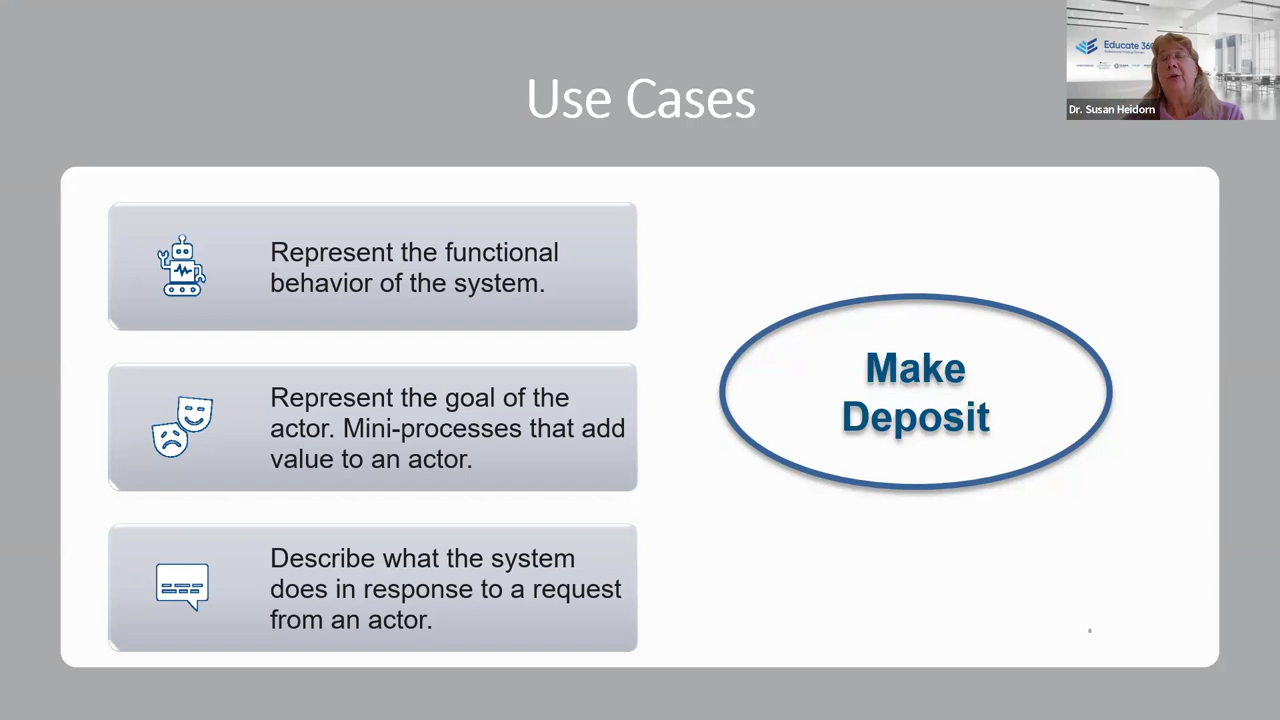 Use Cases
Educate 360
Dr. Susan Heidorn
Represent the functional
behavior of the system.
Represent the goal of the
actor. Mini-processes that add
value to an actor.
Describe what the system
does in response to a request
from an actor.
Make
Deposit